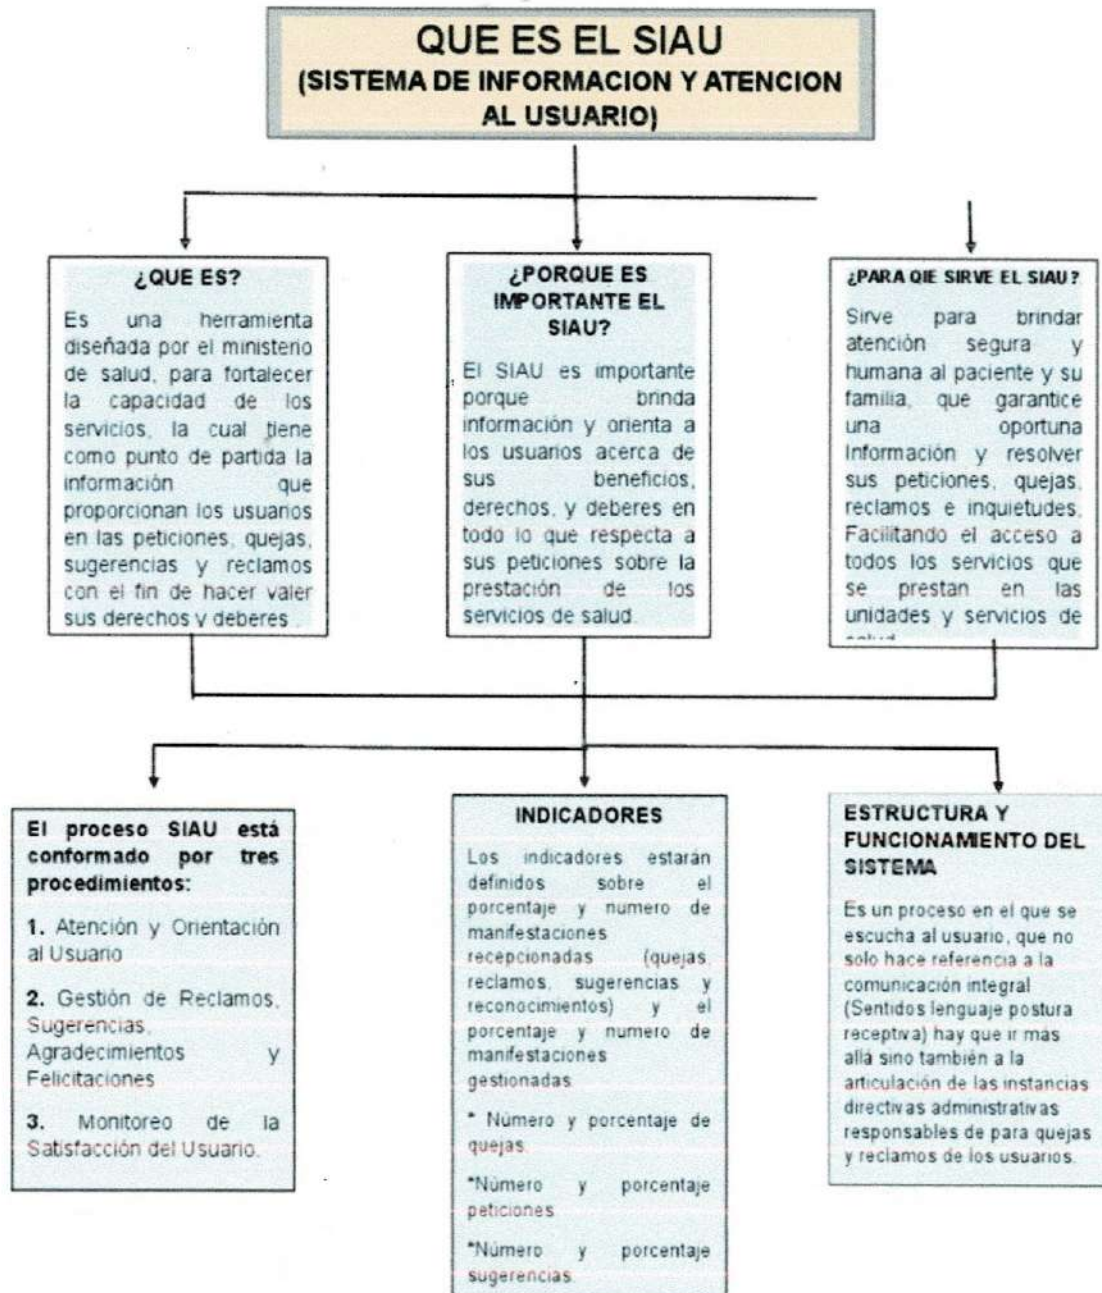 QUE ES EL SIAU
(SISTEMA DE INFORMACION Y ATENCION
AL USUARIO)
¿QUE ES?
Es una herramienta
diseñada por el ministerio
de salud, para fortalecer
la capacidad de los
servicios, la cual tiene
como punto de partida la
información que
proporcionan los usuarios
en las peticiones, quejas,
sugerencias y reclamos
con el fin de hacer valer
sus derechos y deberes .
¿PORQUE ES
IMPORTANTE EL
SIAU?
El SIAU es importante
porque brinda
información y orienta a
los usuarios acerca de
sus beneficios,
derechos, y deberes en
todo lo que respecta a
sus peticiones sobre la
prestación de los
servicios de salud.
¿PARA QIE SIRVE EL SIAU?
Sirve para brindar
atención segura y
humana al paciente y su
familia, que garantice
una oportuna
Información y resolver
sus peticiones, quejas,
reclamos e inquietudes,
Facilitando el acceso a
todos los servicios que
se prestan en las
unidades y servicios de
El proceso SIAU está
conformado por tres
procedimientos:
1. Atención y Orientación
al Usuario
2. Gestión de Reclamos,
Sugerencias,
Agradecimientos y
Felicitaciones
3. Monitoreo de la
Satisfacción del Usuario.
INDICADORES
Los indicadores estarán
definidos sobre el
porcentaje y numero de
manifestaciones
recepcionadas (quejas,
reclamos, sugerencias y
reconocimientos) y el
porcentaje y numero de
manifestaciones
gestionadas
* Número y porcentaje de
quejas.
*Número y porcentaje
peticiones
*Número y porcentaje
sugerencias.
ESTRUCTURA Y
FUNCIONAMIENTO DEL
SISTEMA
Es un proceso en el que se
escucha al usuario, que no
solo hace referencia a la
comunicación integral
(Sentidos lenguaje postura
receptiva) hay que ir más
allá sino también a la
articulación de las instancias
directivas administrativas
responsables de para quejas
y reclamos de los usuarios.